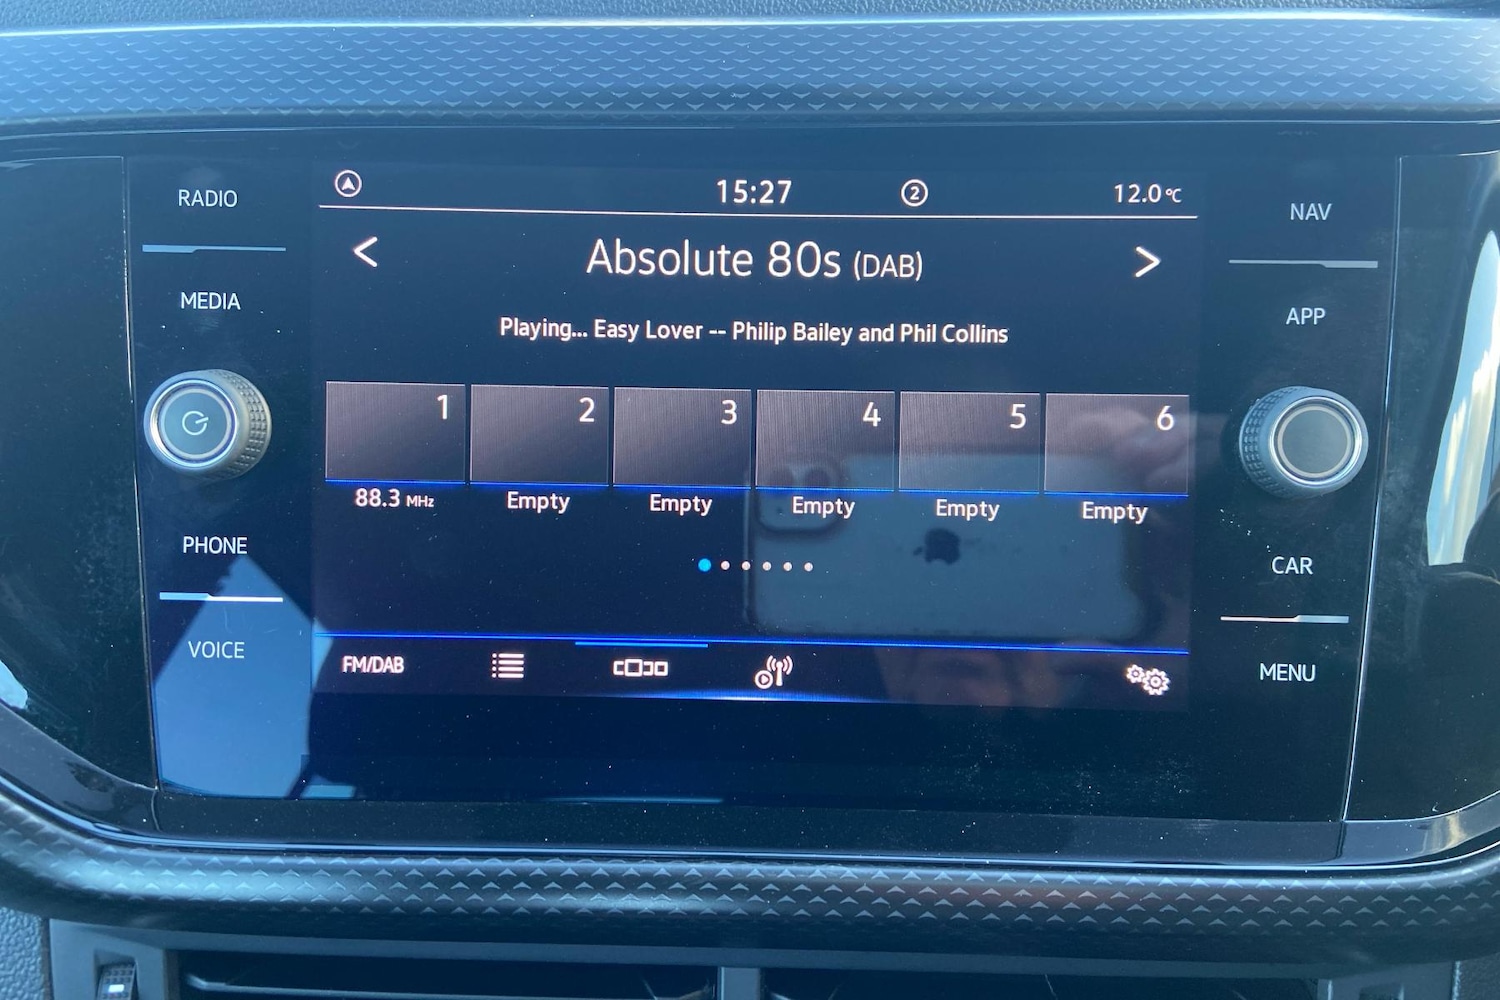 RADIO
MEDIA
PHONE
VOICE
15:27
2
12.0 °C
< Absolute 80s (DAB) >
Playing... Easy Lover -- Philip Bailey and Phil Collins
1 2 3 4 5 6
88.3 MHz Empty Empty Empty Empty Empty
FM/DAB
NAV
APP
CAR
MENU